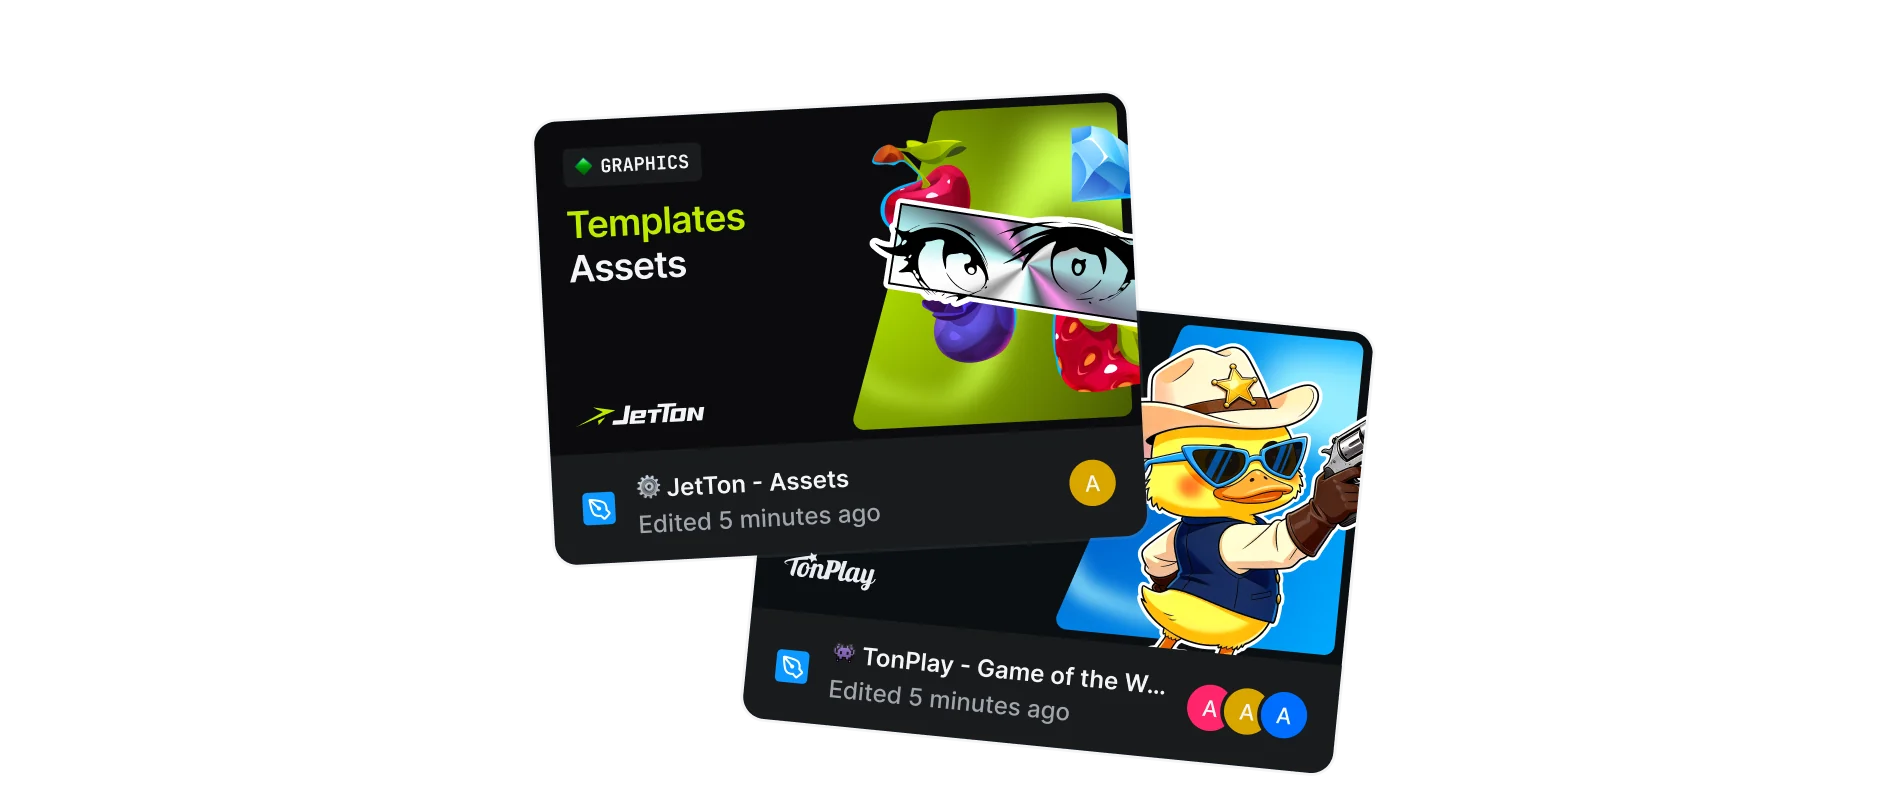 GRAPHICS
Templates
Assets
JetTon
JetTon - Assets
Edited 5 minutes ago
A
TonPlay
TonPlay - Game of the W...
Edited 5 minutes ago
A A A